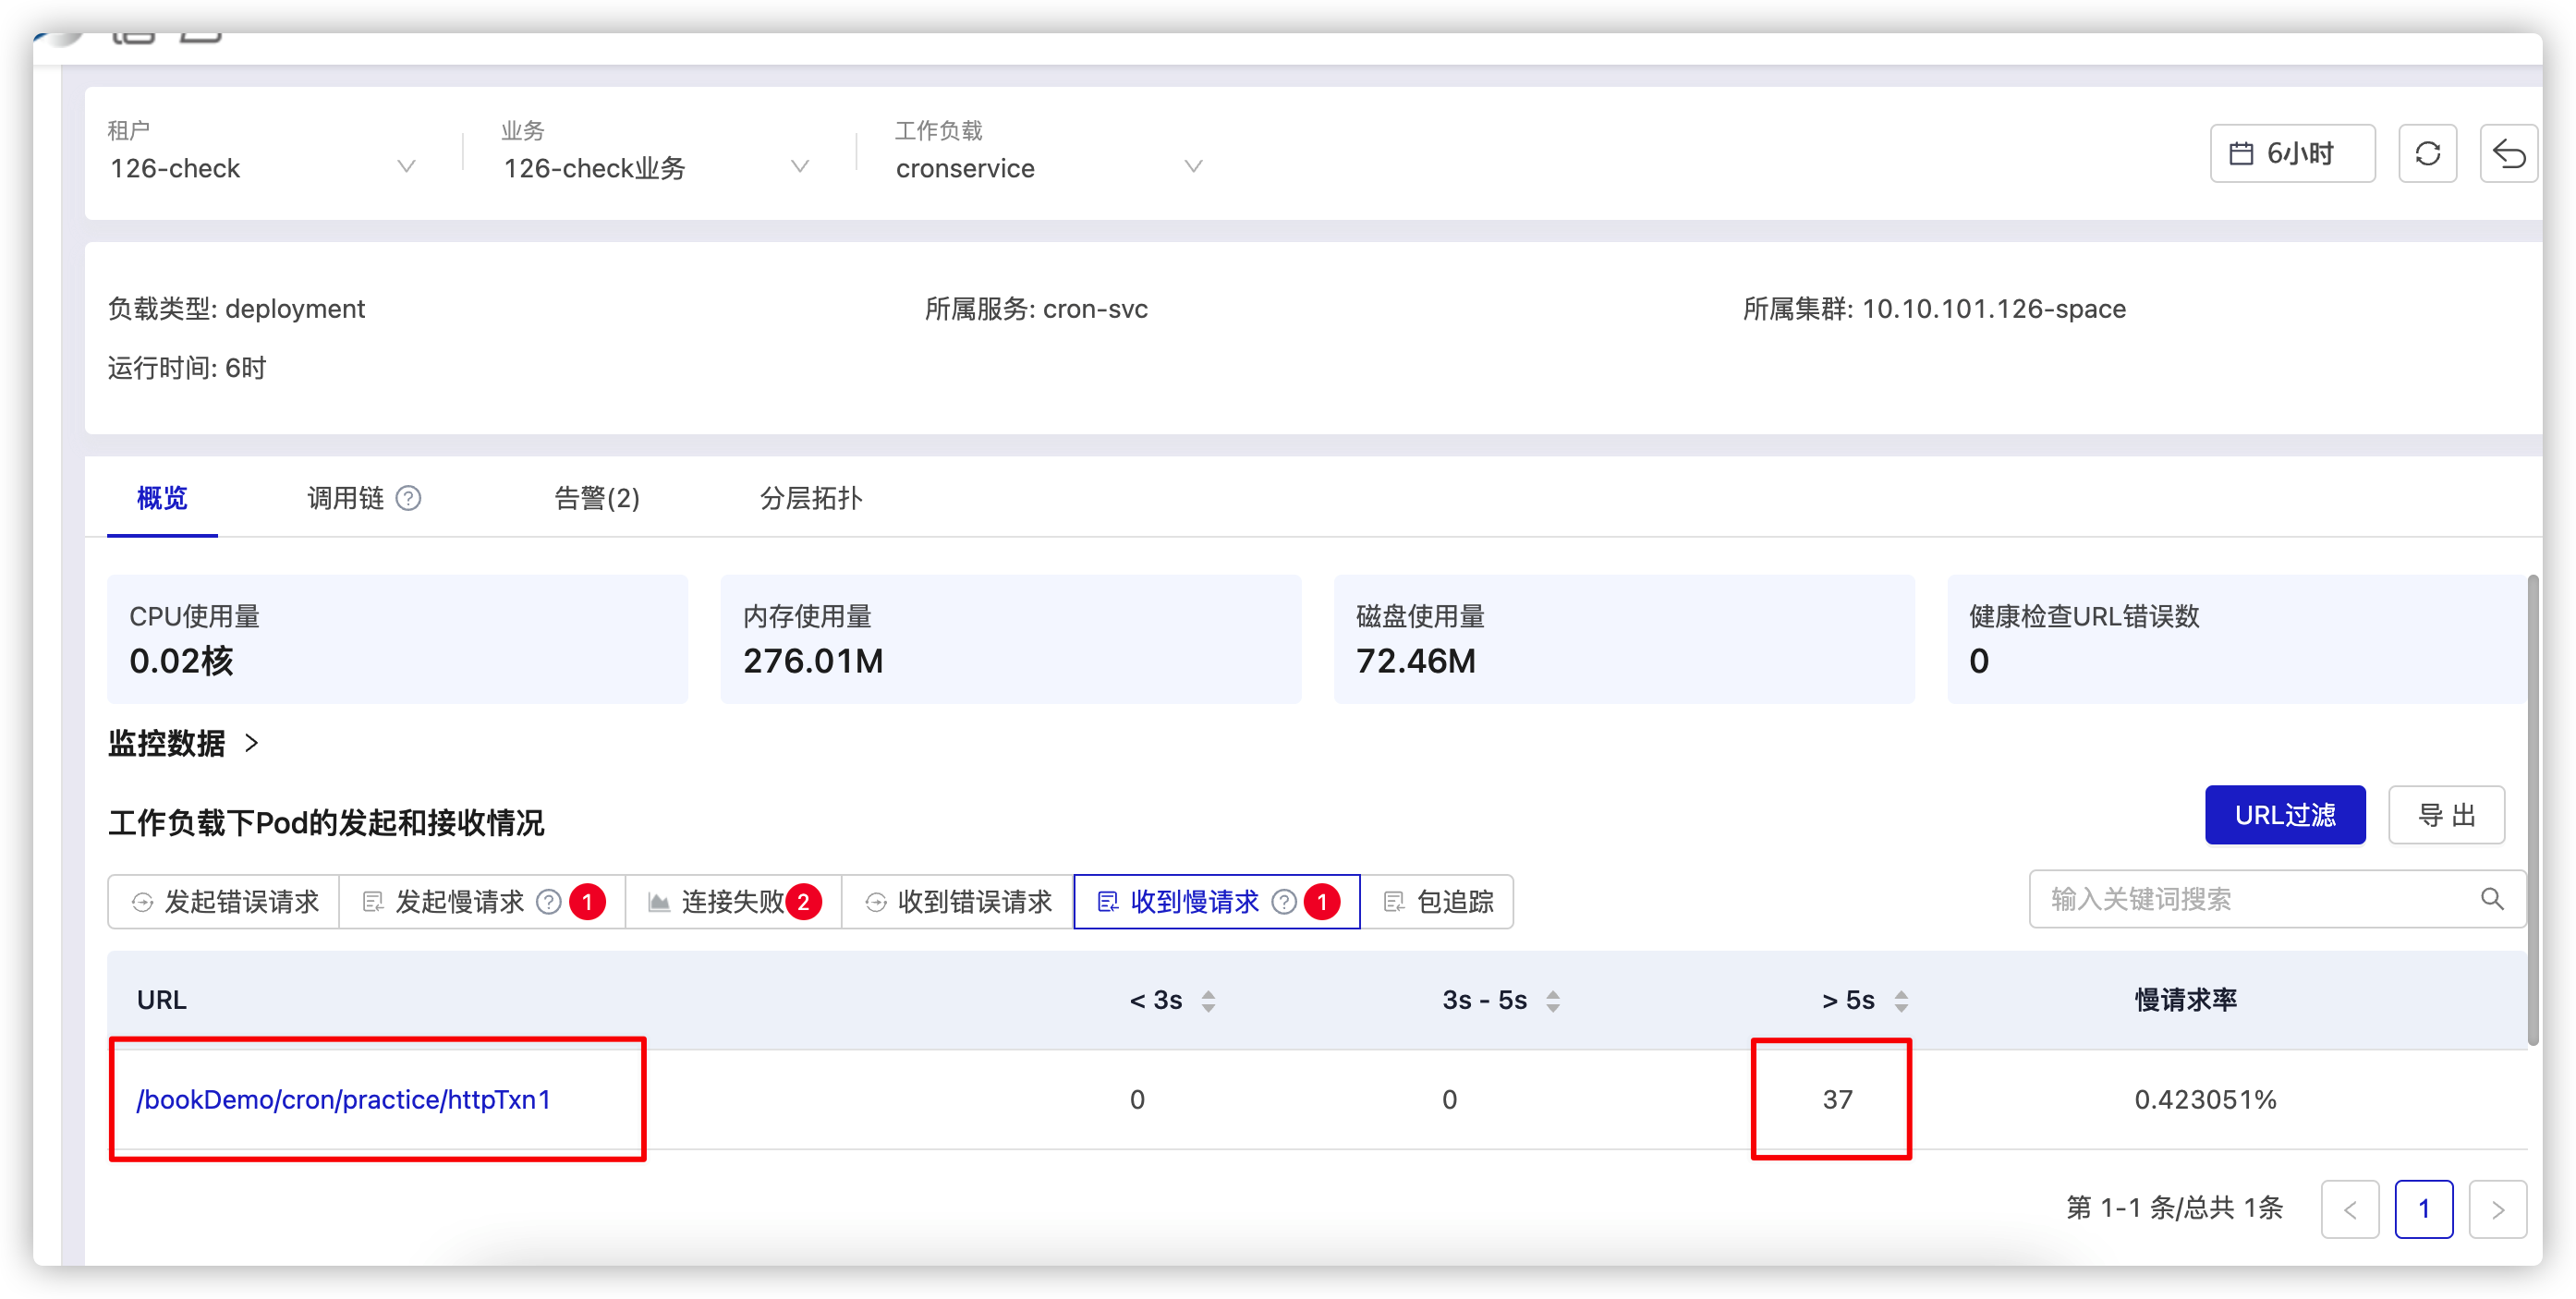 租户
业务
工作负载
126-check
126-check业务
cronservice
6小时
负载类型: deployment
所属服务: cron-svc
所属集群: 10.10.101.126-space
运行时间: 6时
概览
调用链
告警(2)
分层拓扑
CPU使用量
0.02核
内存使用量
276.01M
磁盘使用量
72.46M
健康检查URL错误数
0
监控数据 >
工作负载下Pod的发起和接收情况
URL过滤
导 出
发起错误请求
发起慢请求 1
连接失败 2
收到错误请求
收到慢请求 1
包追踪
输入关键词搜索
URL
< 3s
3s - 5s
> 5s
慢请求率
/bookDemo/cron/practice/httpTxn1
0
0
37
0.423051%
第 1-1 条/总共 1条
<
1
>